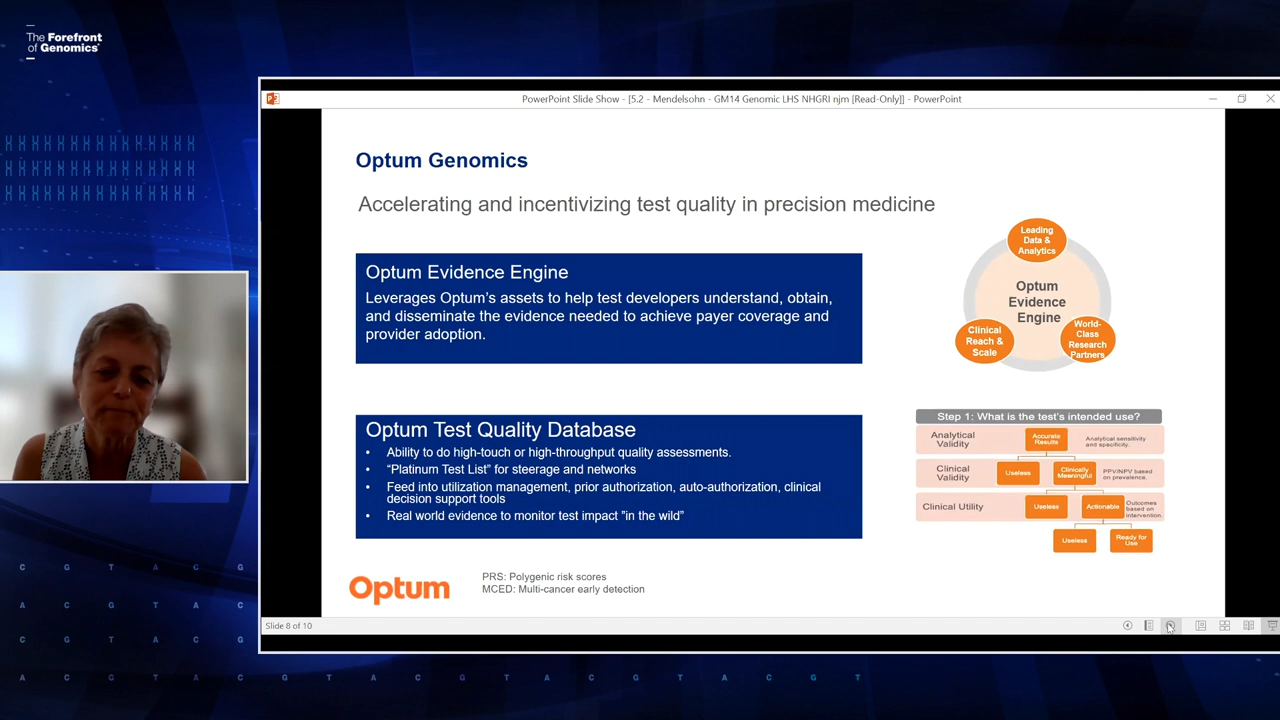 The Forefront
of Genomics®
PowerPoint Slide Show - [5.2 - Mendelsohn - GM14 Genomic LHS NHGRI njm [Read-Only]] - PowerPoint
Optum Genomics
Accelerating and incentivizing test quality in precision medicine
Optum Evidence Engine
Leverages Optum's assets to help test developers understand, obtain,
and disseminate the evidence needed to achieve payer coverage and
provider adoption.
Leading
Data &
Analytics
Optum
Evidence
Engine
Clinical
Reach &
Scale
World-
Class
Research
Partners
Optum Test Quality Database
• Ability to do high-touch or high-throughput quality assessments.
• “Platinum Test List” for steerage and networks
• Feed into utilization management, prior authorization, auto-authorization, clinical
decision support tools
• Real world evidence to monitor test impact ”in the wild”
Step 1: What is the test's intended use?
Analytical
Validity
Accurate
Results
Analytical sensitivity
and specificity.
Clinical
Validity
Useless
Clinically
Meaningful
PPV/NPV based
on prevalence.
Clinical Utility
Useless
Actionable
Outcomes
based on
intervention.
Useless
Ready for
Use
Optum
PRS: Polygenic risk scores
MCED: Multi-cancer early detection
Slide 8 of 10
C G T A C G
A C G T A C
C G T A C G
A C G T A C G T A C G T A C G T A C G T